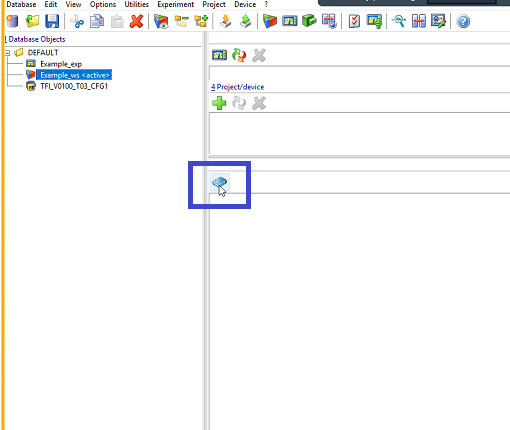 Database Edit View Options Utilities Experiment Project Device ?
1 Database Objects
DEFAULT
Example_exp
Example_ws <active>
TFI_V0100_T03_CFG1
4 Project/device